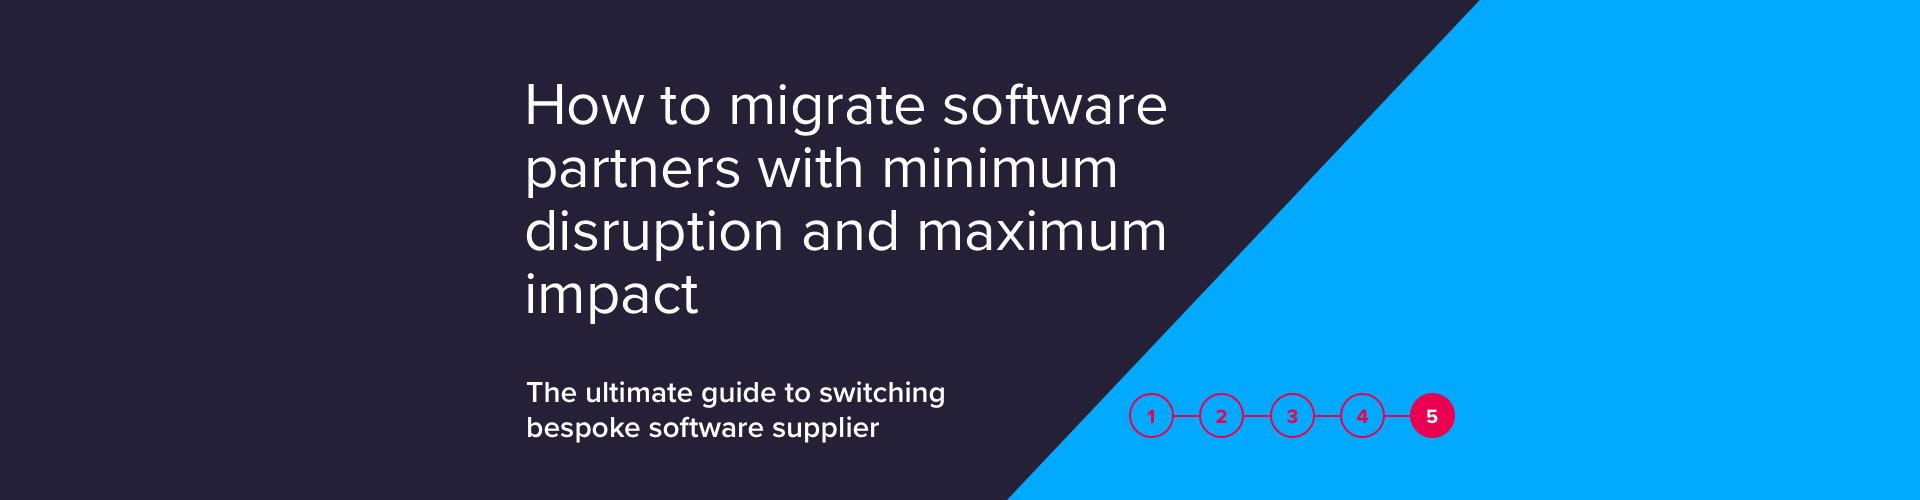 How to migrate software
partners with minimum
disruption and maximum
impact
The ultimate guide to switching
bespoke software supplier
1 2 3 4 5